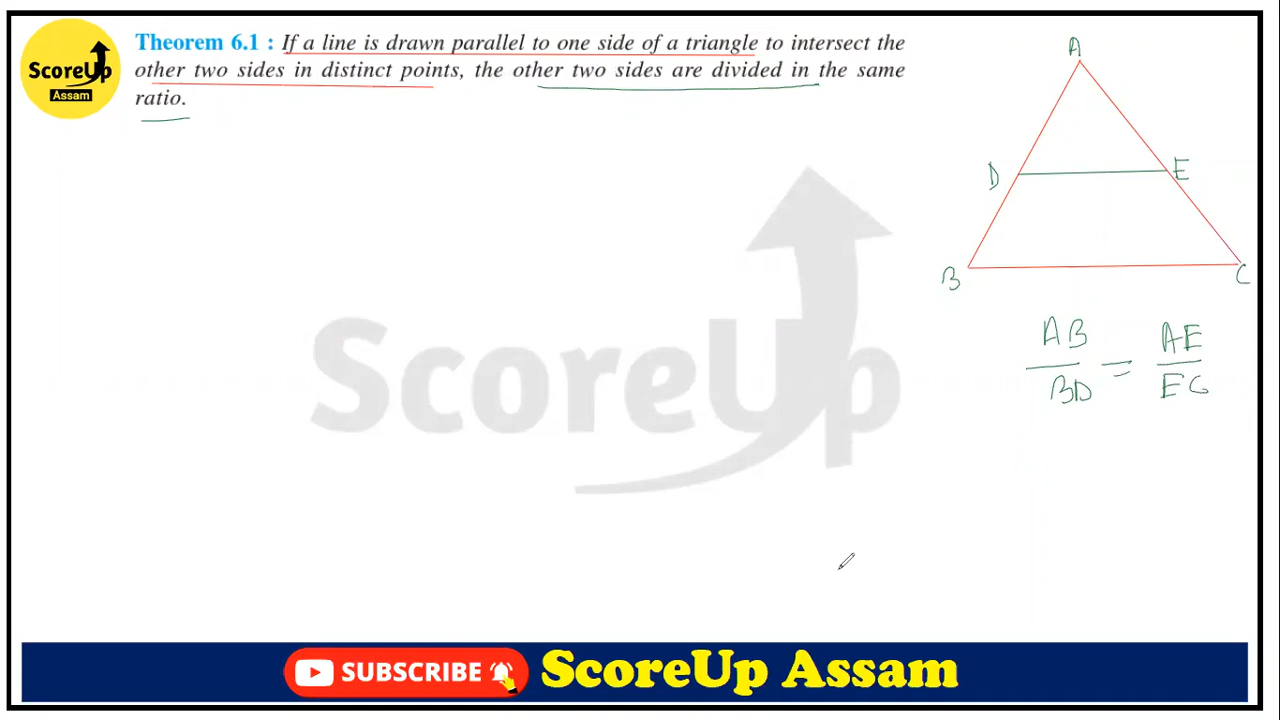 ScoreUp
Assam
Theorem 6.1 : If a line is drawn parallel to one side of a triangle to intersect the
other two sides in distinct points, the other two sides are divided in the same
ratio.
A
D E
B C
AB/BD = AE/EC
ScoreUp
SUBSCRIBE ScoreUp Assam